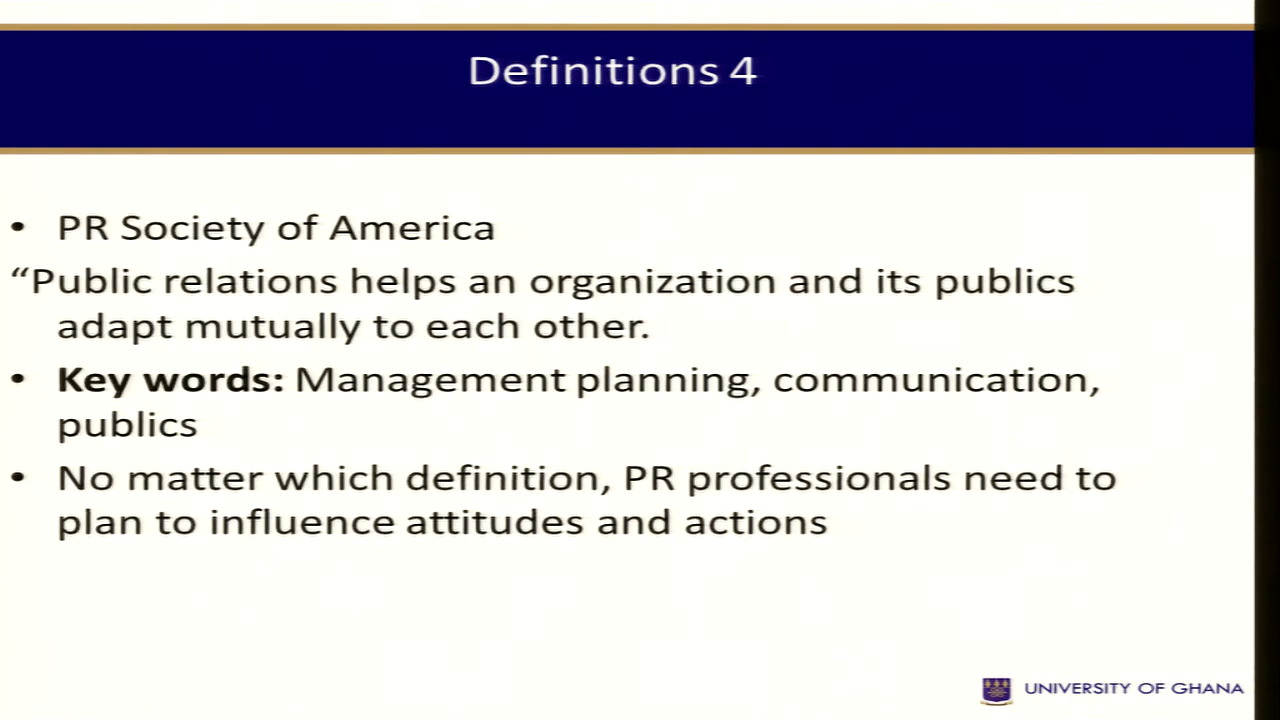 Definitions 4
• PR Society of America
“Public relations helps an organization and its publics
adapt mutually to each other.
• Key words: Management planning, communication,
publics
• No matter which definition, PR professionals need to
plan to influence attitudes and actions
UNIVERSITY OF GHANA